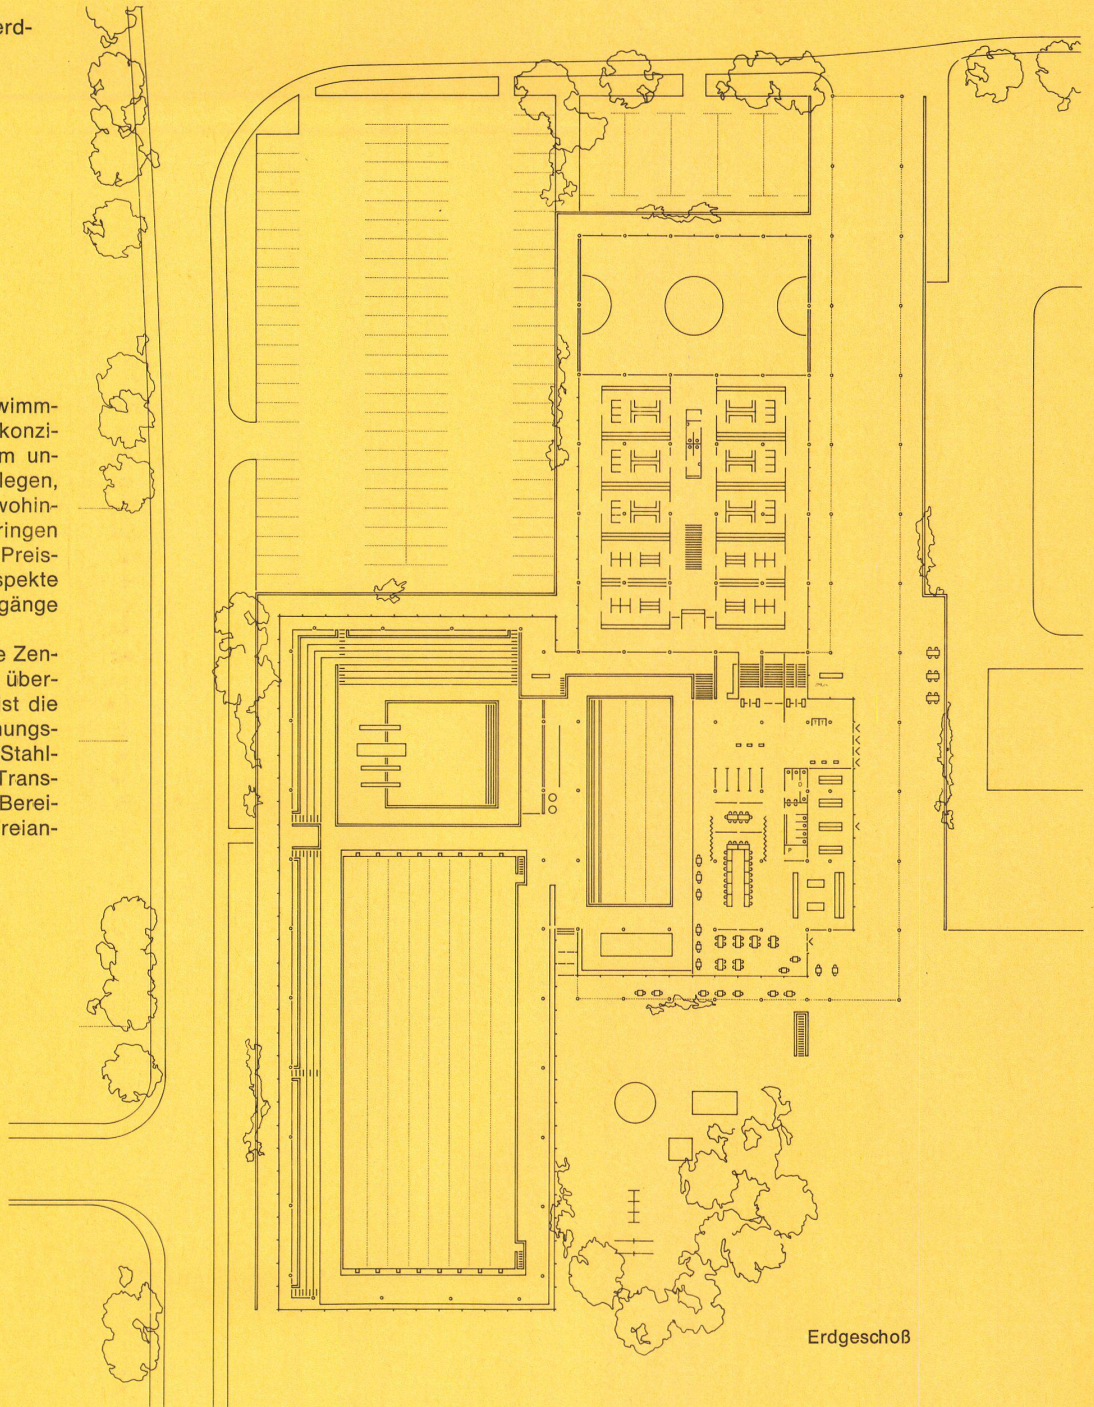 erd-
wimm-
konzi-
m un-
legen,
wohin-
ringen
Preis-
spekte
gänge
e Zen-
über-
st die
nungs-
Stahl-
Trans-
Berei-
reian-
Erdgeschoß